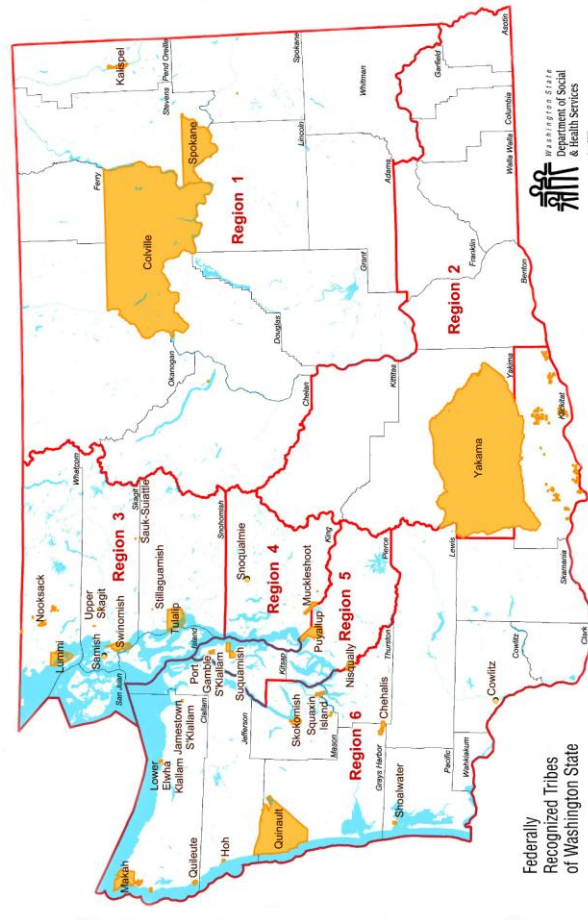 Makah
Lower
Elwha
Klallam
Jamestown
S'Klallam
Quileute
Hoh
Quinault
Clallam
Jefferson
Grays Harbor
Mason
Pacific
Wahkiakum
Shoalwater
Chehalis
Thurston
Skokomish
Squaxin
Island
Region 6
Port
Gamble
S'Klallam
Suquamish
Kitsap
Nisqually
Region 5
Puyallup
Muckleshoot
Pierce
King
Region 4
Snoqualmie
San Juan
Island
Lummi
Nooksack
Samish
Upper
Skagit
Swinomish
Region 3
Sauk-Suiattle
Stillaguamish
Tulalip
Whatcom
Skagit
Snohomish
Lewis
Cowlitz
Cowlitz
Clark
Skamania
Klickitat
Yakama
Yakima
Kittitas
Chelan
Okanogan
Douglas
Grant
Colville
Ferry
Spokane
Region 1
Stevens
Pend Oreille
Kalispel
Lincoln
Spokane
Adams
Whitman
Region 2
Franklin
Benton
Walla Walla
Columbia
Garfield
Asotin
Federally
Recognized Tribes
of Washington State
Washington State
Department of Social
& Health Services